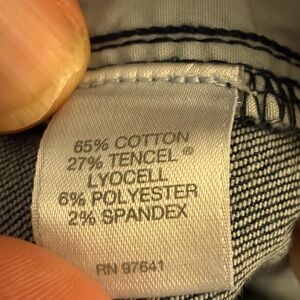 65% COTTON
27% TENCEL®
LYOCELL
6% POLYESTER
2% SPANDEX
RN 97641